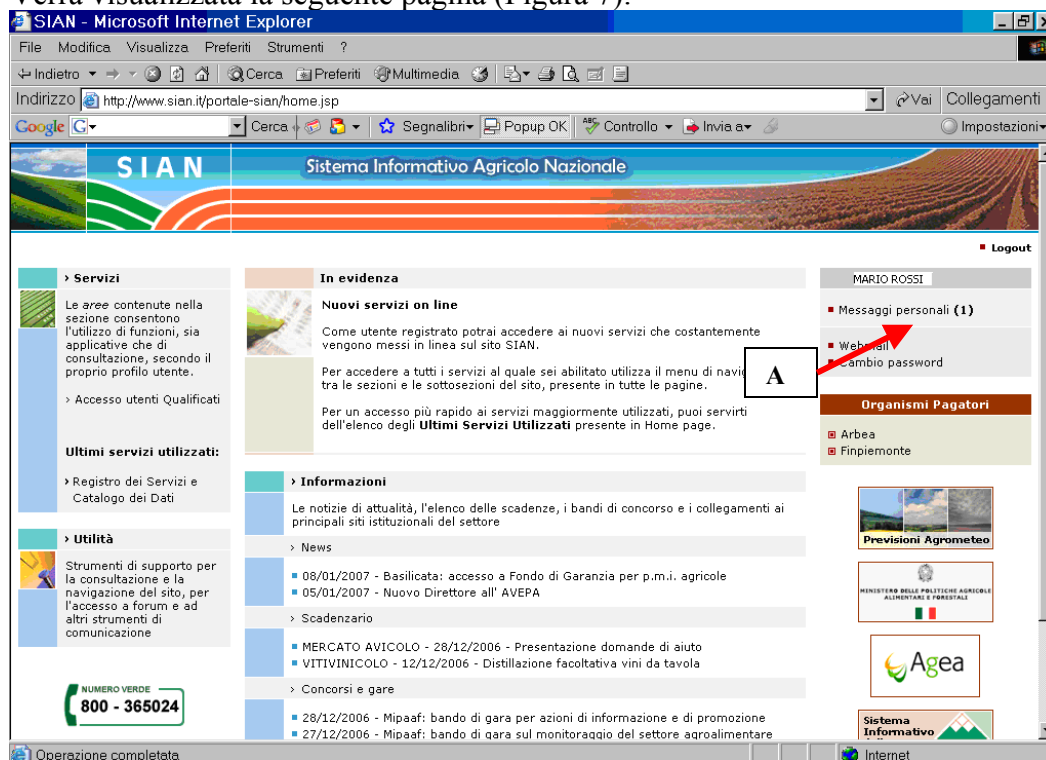 Verrà visualizzata la seguente pagina (Figura 7):
SIAN - Microsoft Internet Explorer
File Modifica Visualizza Preferiti Strumenti ?
Indietro Cerca Preferiti Multimedia
Indirizzo http://www.sian.it/portale-sian/home.jsp Vai Collegamenti
Google G Cerca Segnalibri Popup OK Controllo Invia a Impostazioni
SIAN Sistema Informativo Agricolo Nazionale
Logout
› Servizi
Le aree contenute nella
sezione consentono
l'utilizzo di funzioni, sia
applicative che di
consultazione, secondo il
proprio profilo utente.
› Accesso utenti Qualificati
Ultimi servizi utilizzati:
› Registro dei Servizi e
Catalogo dei Dati
› Utilità
Strumenti di supporto per
la consultazione e la
navigazione del sito, per
l'accesso a forum e ad
altri strumenti di
comunicazione
NUMERO VERDE
800 - 365024
In evidenza
Nuovi servizi on line
Come utente registrato potrai accedere ai nuovi servizi che costantemente
vengono messi in linea sul sito SIAN.
Per accedere a tutti i servizi al quale sei abilitato utilizza il menu di navig
tra le sezioni e le sottosezioni del sito, presente in tutte le pagine.
Per un accesso più rapido ai servizi maggiormente utilizzati, puoi servirti
dell'elenco degli Ultimi Servizi Utilizzati presente in Home page.
› Informazioni
Le notizie di attualità, l'elenco delle scadenze, i bandi di concorso e i collegamenti ai
principali siti istituzionali del settore
› News
08/01/2007 - Basilicata: accesso a Fondo di Garanzia per p.m.i. agricole
05/01/2007 - Nuovo Direttore all' AVEPA
› Scadenzario
MERCATO AVICOLO - 28/12/2006 - Presentazione domande di aiuto
VITIVINICOLO - 12/12/2006 - Distillazione facoltativa vini da tavola
› Concorsi e gare
28/12/2006 - Mipaaf: bando di gara per azioni di informazione e di promozione
27/12/2006 - Mipaaf: bando di gara sul monitoraggio del settore agroalimentare
MARIO ROSSI
Messaggi personali (1)
Webmail
Cambio password
A
Organismi Pagatori
Arbea
Finpiemonte
Previsioni Agrometeo
MINISTERO DELLE POLITICHE AGRICOLE
ALIMENTARI E FORESTALI
Agea
Sistema
Informativo
Operazione completata Internet